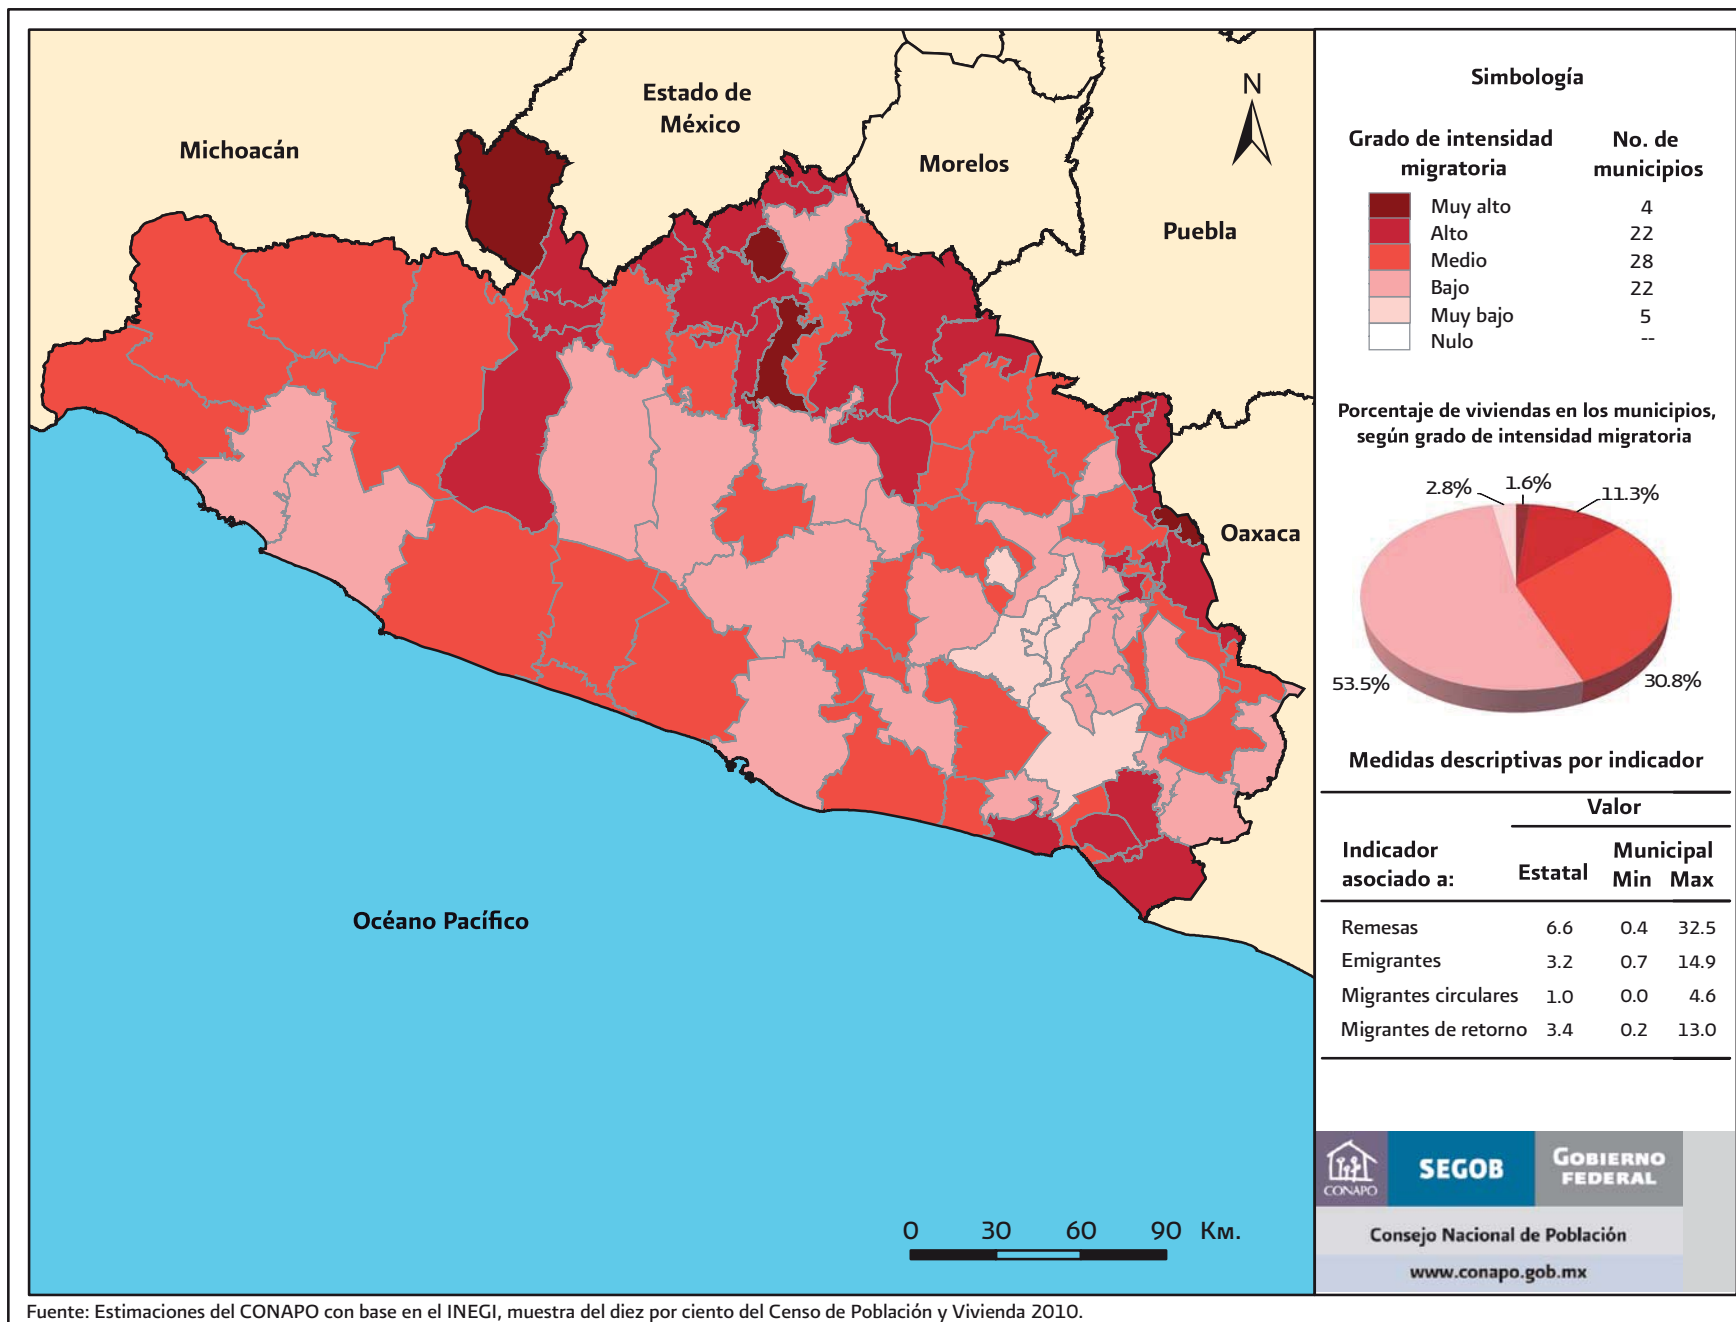 Michoacán
Estado de
México
Morelos
Puebla
Oaxaca
Océano Pacífico
N
0 30 60 90 Km.
Simbología
Grado de intensidad
migratoria
No. de
municipios
Muy alto 4
Alto 22
Medio 28
Bajo 22
Muy bajo 5
Nulo --
Porcentaje de viviendas en los municipios,
según grado de intensidad migratoria
2.8%
1.6%
11.3%
53.5%
30.8%
Medidas descriptivas por indicador
Valor
Indicador
asociado a:
Estatal
Municipal
Min Max
Remesas 6.6 0.4 32.5
Emigrantes 3.2 0.7 14.9
Migrantes circulares 1.0 0.0 4.6
Migrantes de retorno 3.4 0.2 13.0
CONAPO
SEGOB
GOBIERNO
FEDERAL
Consejo Nacional de Población
www.conapo.gob.mx
Fuente: Estimaciones del CONAPO con base en el INEGI, muestra del diez por ciento del Censo de Población y Vivienda 2010.